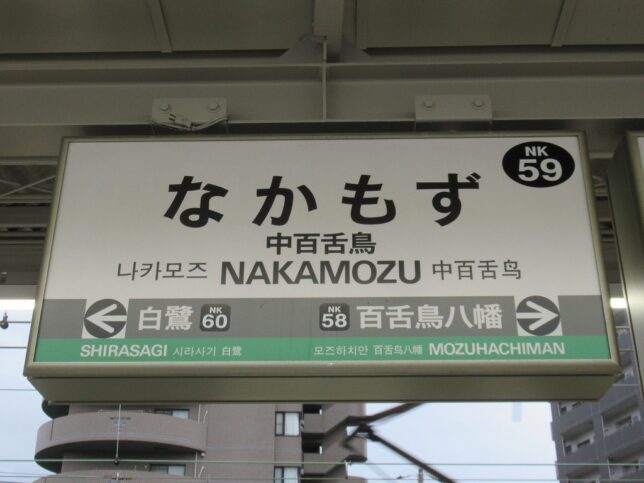 NK
59
なかもず
中百舌鳥
나카모즈 NAKAMOZU 中百舌鸟
白鷺 NK 60 NK 58 百舌鳥八幡
SHIRASAGI 시라사기 白鹭 모즈하치만 百舌鸟八幡 MOZUHACHIMAN